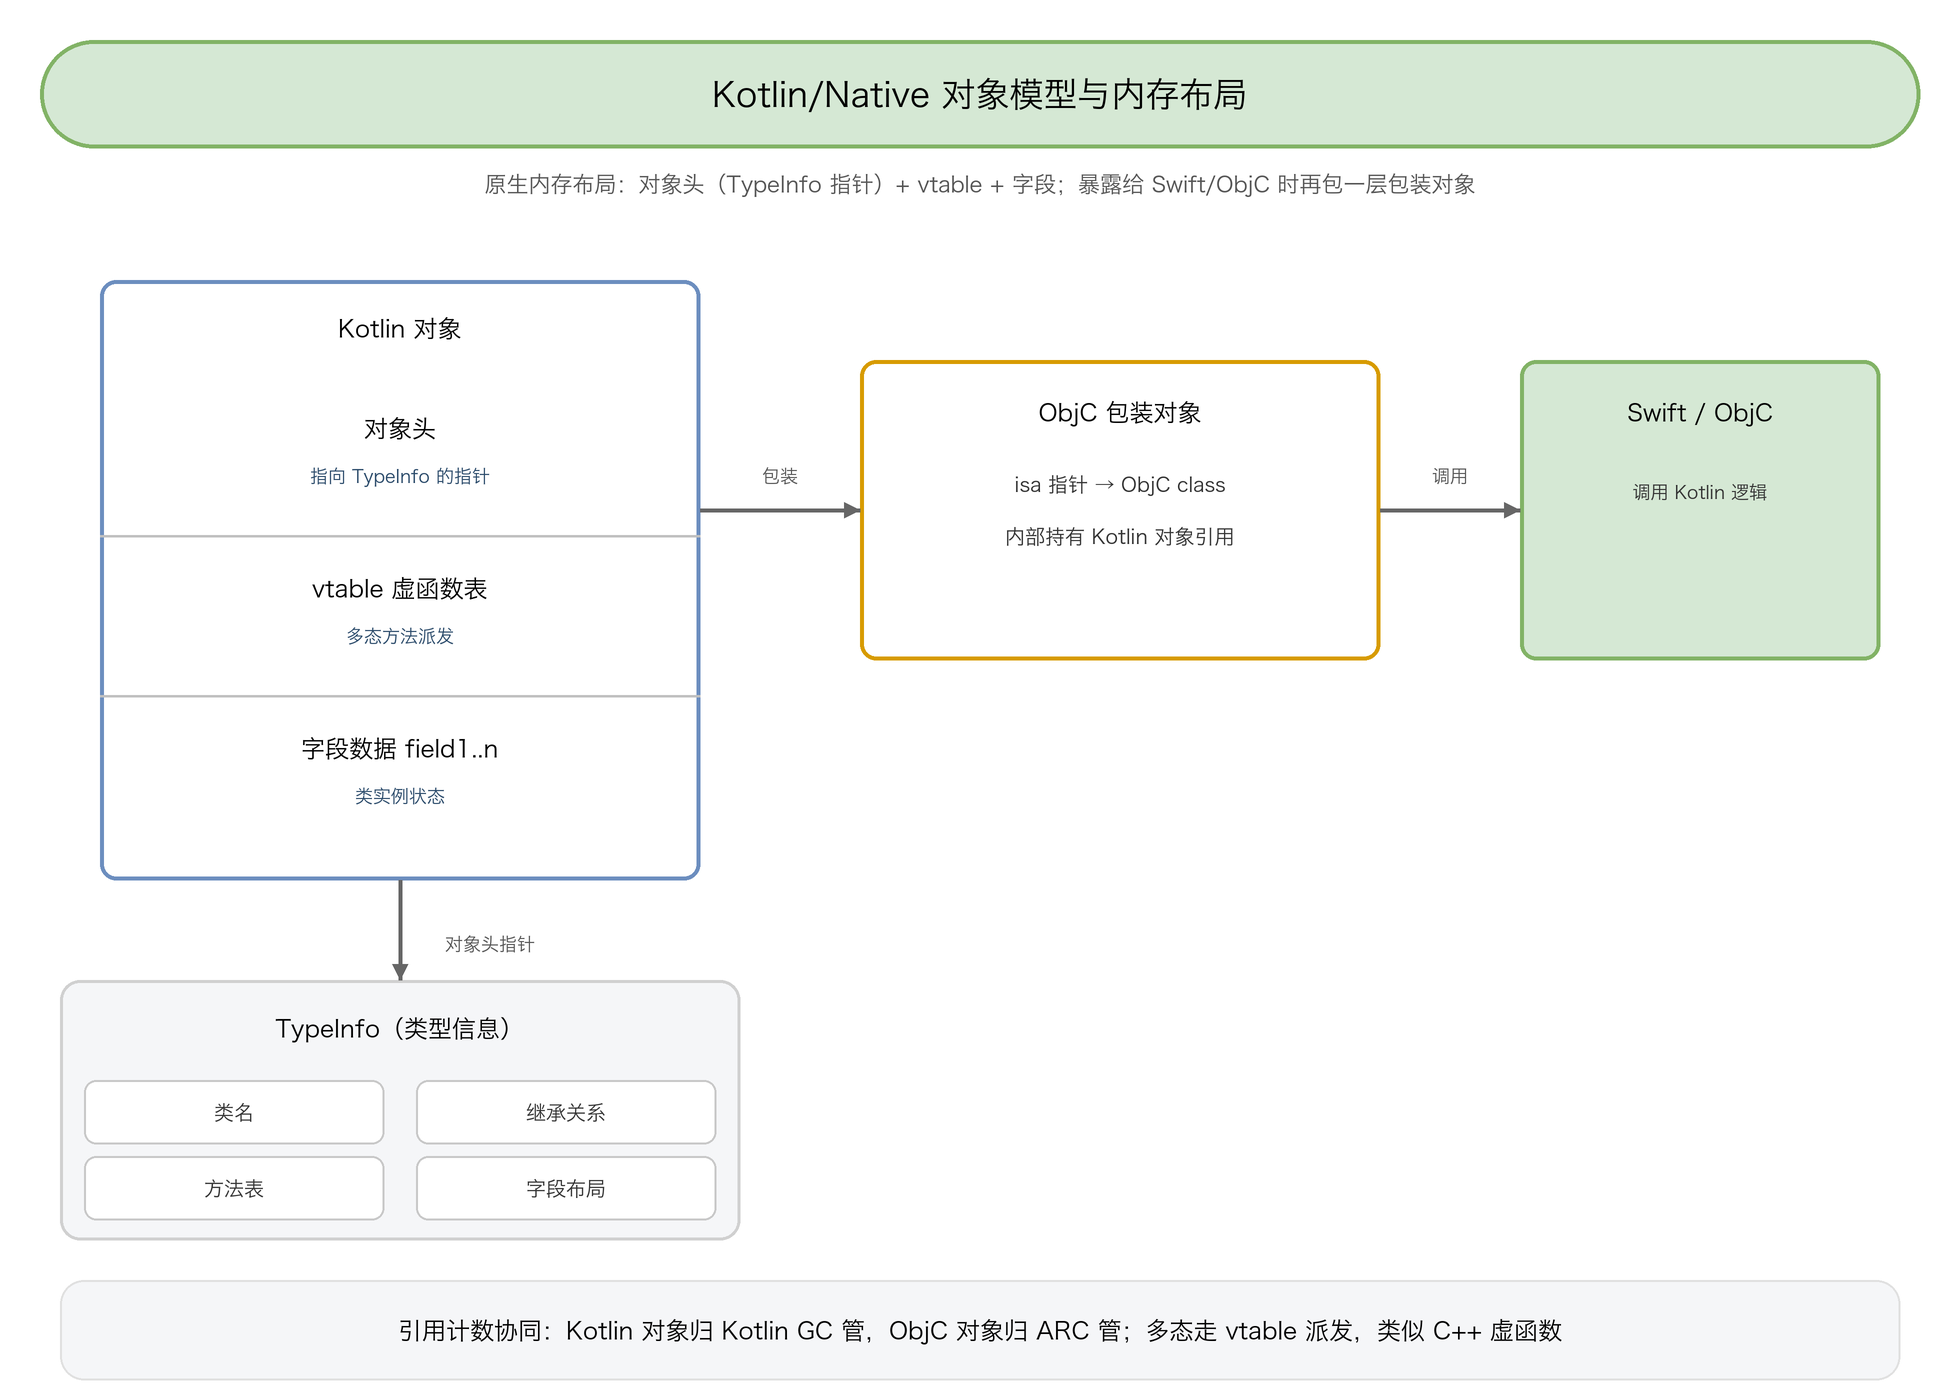 Kotlin/Native 对象模型与内存布局
原生内存布局：对象头（TypeInfo 指针）+ vtable + 字段；暴露给 Swift/ObjC 时再包一层包装对象
Kotlin 对象
对象头
指向 TypeInfo 的指针
vtable 虚函数表
多态方法派发
字段数据 field1..n
类实例状态
包装
ObjC 包装对象
isa 指针 → ObjC class
内部持有 Kotlin 对象引用
调用
Swift / ObjC
调用 Kotlin 逻辑
对象头指针
TypeInfo（类型信息）
类名
继承关系
方法表
字段布局
引用计数协同：Kotlin 对象归 Kotlin GC 管，ObjC 对象归 ARC 管；多态走 vtable 派发，类似 C++ 虚函数